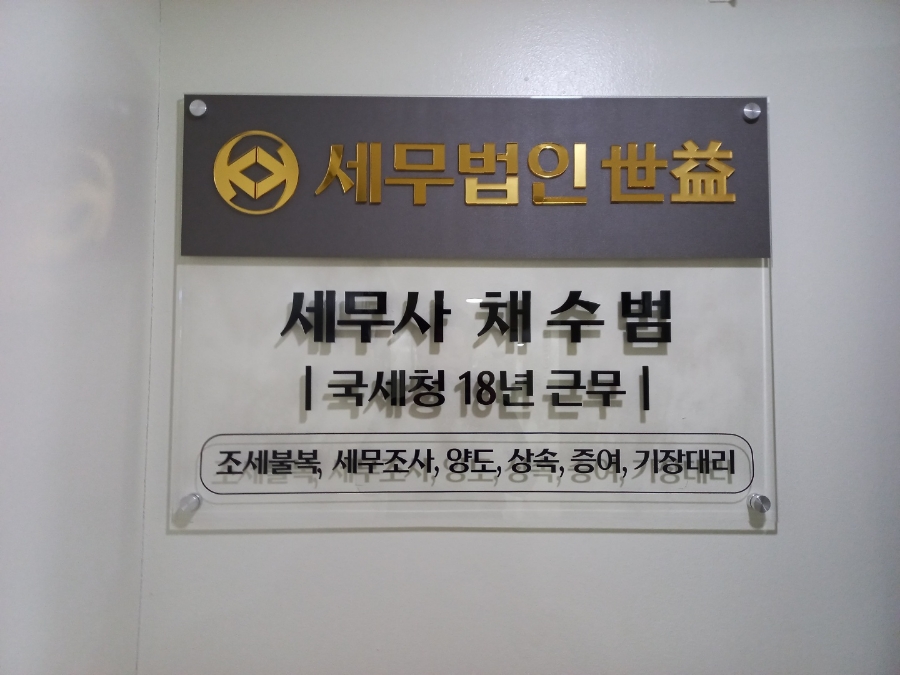 세무법인 世益
세무사 채수범
| 국세청 18년 근무 |
조세불복, 세무조사, 양도, 상속, 증여, 기장대리